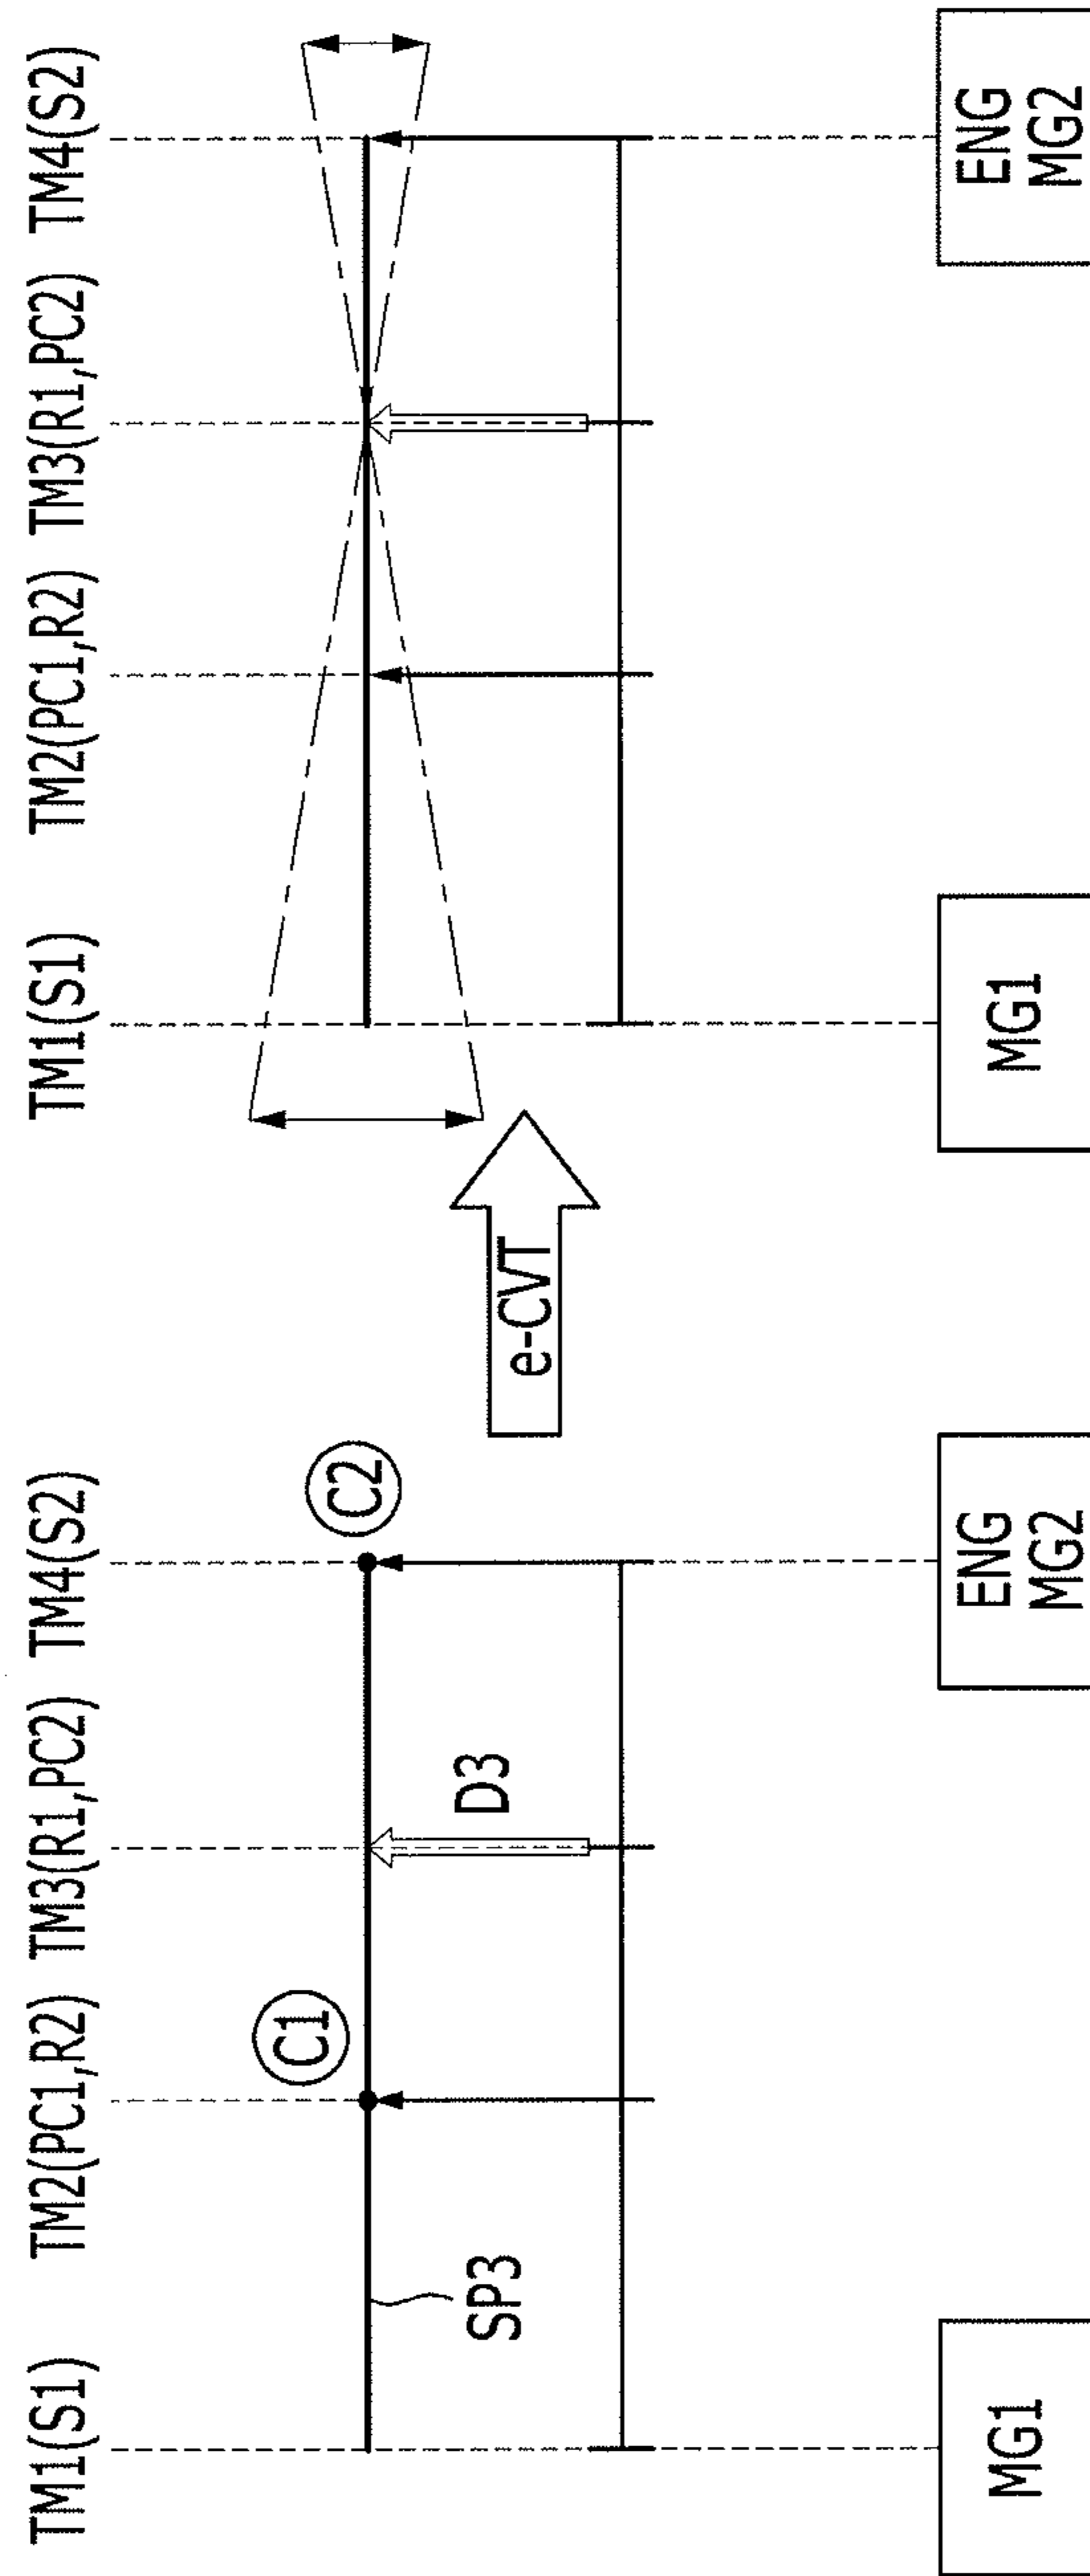 TM1(S1) TM2(PC1,R2) TM3(R1,PC2) TM4(S2)
C1
C2
SP3
D3
MG1
ENG
MG2
e-CVT
TM1(S1) TM2(PC1,R2) TM3(R1,PC2) TM4(S2)
MG1
ENG
MG2